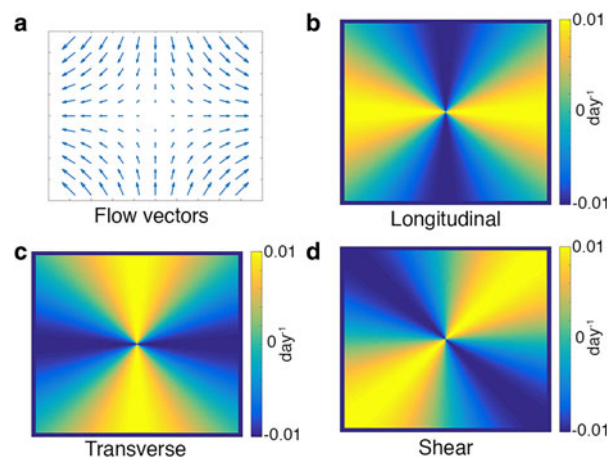 a
Flow vectors
b
0.01
0
-0.01
day-1
Longitudinal
c
0.01
0
-0.01
day-1
Transverse
d
0.01
0
-0.01
day-1
Shear